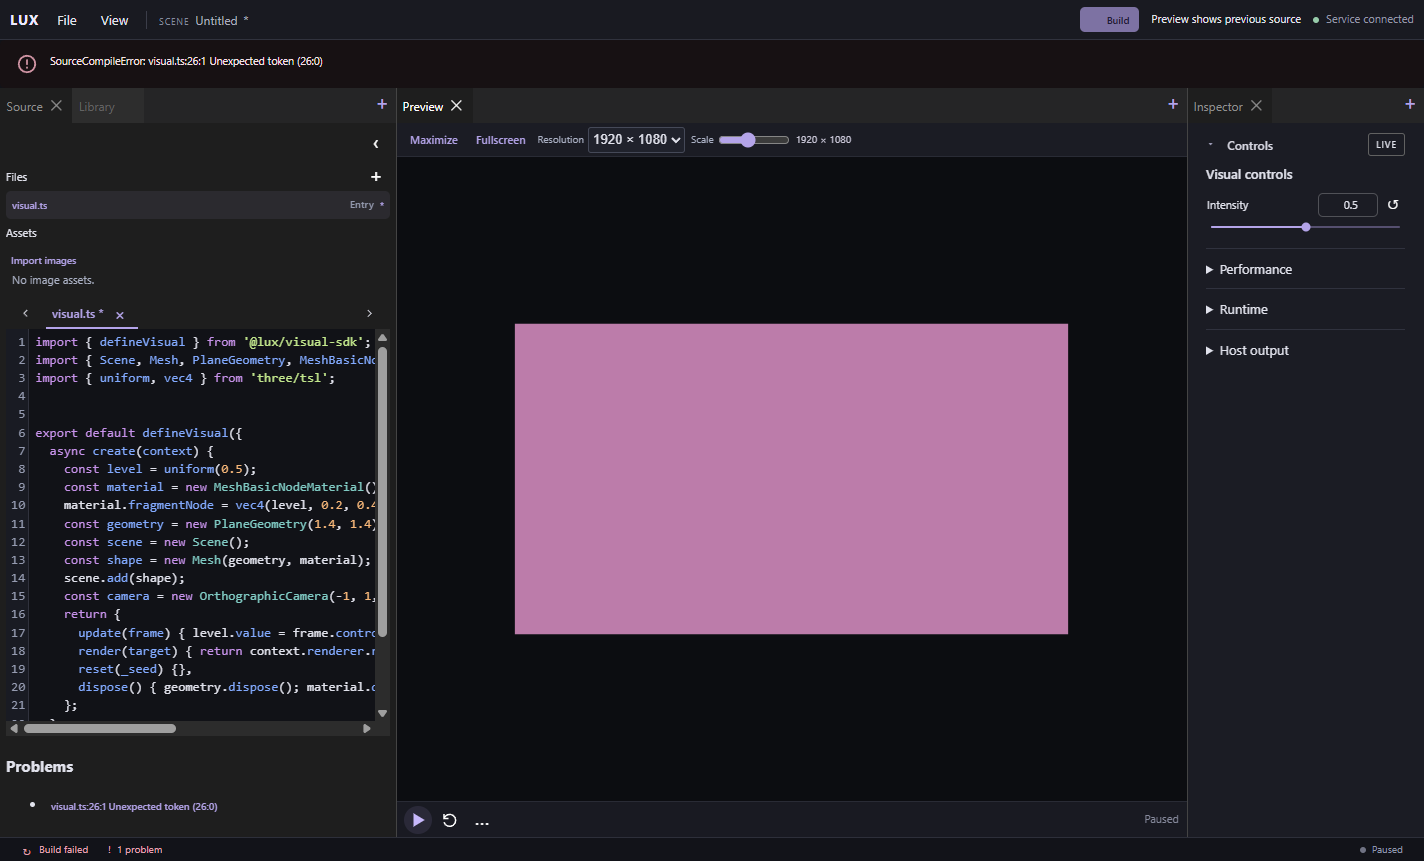 LUX File View SCENE Untitled * Build Preview shows previous source Service connected
SourceCompileError: visual.ts:26:1 Unexpected token (26:0)
Source Library +
Files +
visual.ts Entry *
Assets
Import images
No image assets.
visual.ts *
1 import { defineVisual } from '@lux/visual-sdk';
2 import { Scene, Mesh, PlaneGeometry, MeshBasicNo
3 import { uniform, vec4 } from 'three/tsl';
4
5
6 export default defineVisual({
7 async create(context) {
8 const level = uniform(0.5);
9 const material = new MeshBasicNodeMaterial()
10 material.fragmentNode = vec4(level, 0.2, 0.4
11 const geometry = new PlaneGeometry(1.4, 1.4)
12 const scene = new Scene();
13 const shape = new Mesh(geometry, material);
14 scene.add(shape);
15 const camera = new OrthographicCamera(-1, 1,
16 return {
17 update(frame) { level.value = frame.contro
18 render(target) { return context.renderer.r
19 reset(_seed) {},
20 dispose() { geometry.dispose(); material.d
21 };
Problems
visual.ts:26:1 Unexpected token (26:0)
Preview +
Maximize Fullscreen Resolution 1920 × 1080 Scale 1920 × 1080
... Paused
Inspector +
Controls LIVE
Visual controls
Intensity 0.5
Performance
Runtime
Host output
Build failed ! 1 problem Paused